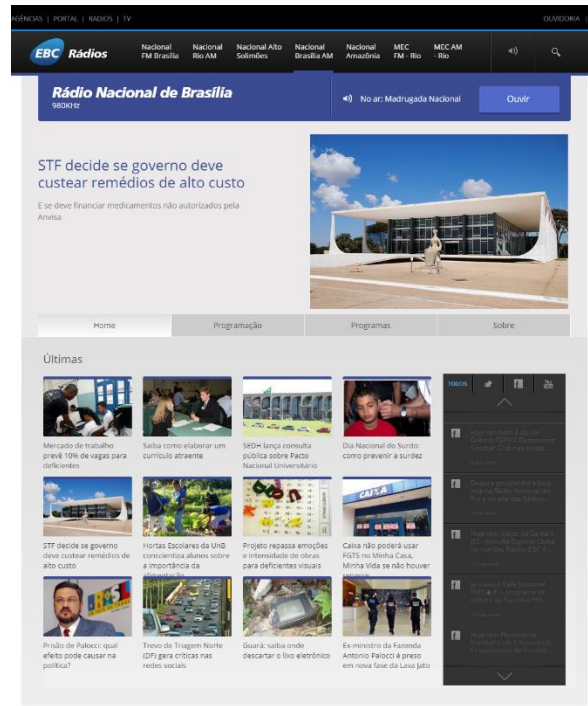 AGÊNCIAS | PORTAL | RÁDIOS | TV
OUVIDORIA |
EBC Rádios
Nacional
FM Brasília
Nacional
Rio AM
Nacional Alto
Solimões
Nacional
Brasília AM
Nacional
Amazônia
MEC
FM - Rio
MEC AM
- Rio
Rádio Nacional de Brasília
980KHz
No ar: Madrugada Nacional
Ouvir
STF decide se governo deve
custear remédios de alto custo
E se deve financiar medicamentos não autorizados pela
Anvisa
Home
Programação
Programas
Sobre
Últimas
Mercado de trabalho
prevê 10% de vagas para
deficientes
Saiba como elaborar um
currículo atraente
SEDH lança consulta
pública sobre Pacto
Nacional Universitário
Dia Nacional do Surdo:
como prevenir a surdez
STF decide se governo
deve custear remédios de
alto custo
Hortas Escolares da UnB
conscientiza alunos sobre
a importância da
alimentação
Projeto repassa emoções
e intensidade de obras
para deficientes visuais
CAIXA
Caixa não poderá usar
FGTS no Minha Casa,
Minha Vida se não houver
Prisão de Palocci: qual
efeito pode causar na
política?
Trevo de Triagem Norte
(DF) gera críticas nas
redes sociais
Guará: saiba onde
descartar o lixo eletrônico
Ex-ministro da Fazenda
Antonio Palocci é preso
em nova fase da Lava Jato
TODOS